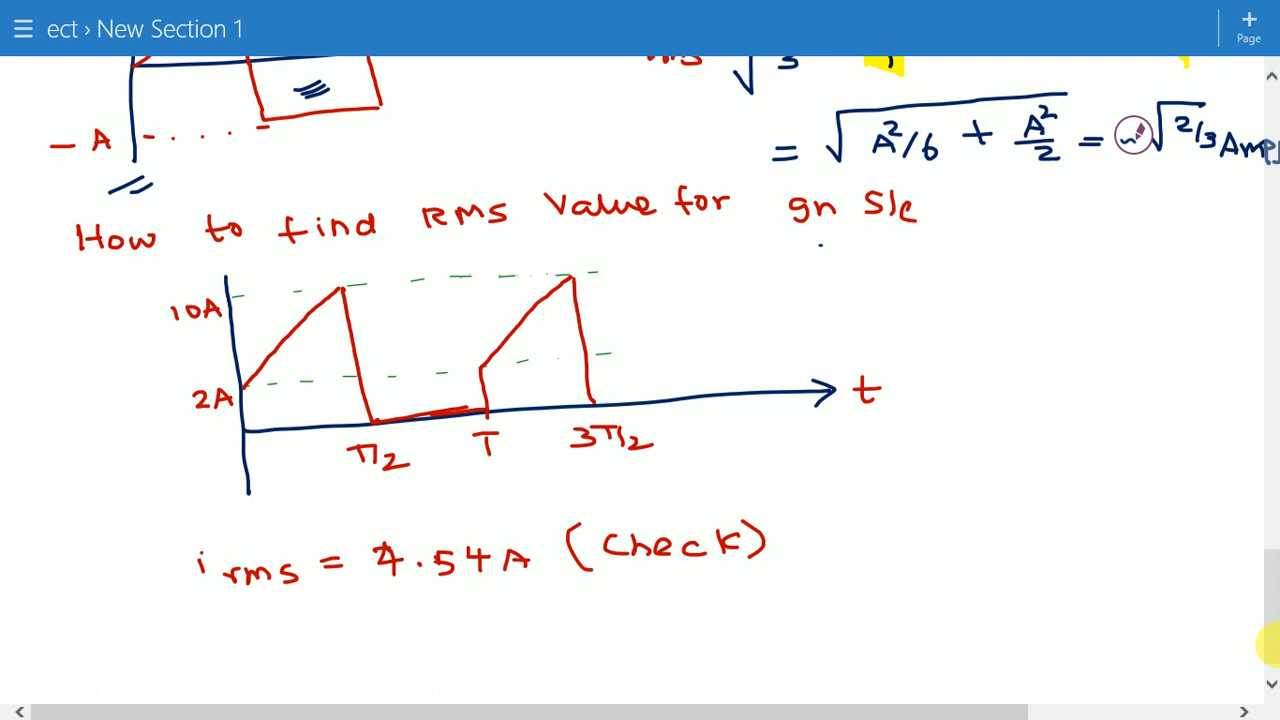 ect › New Section 1
Page
3
- A
= √A²/6 + A²/2 = √2/3 Amp
How to find RMS Value for gn S/c
10A
2A
t
T/2
T
3T/2
i rms = 4.54A (Check)